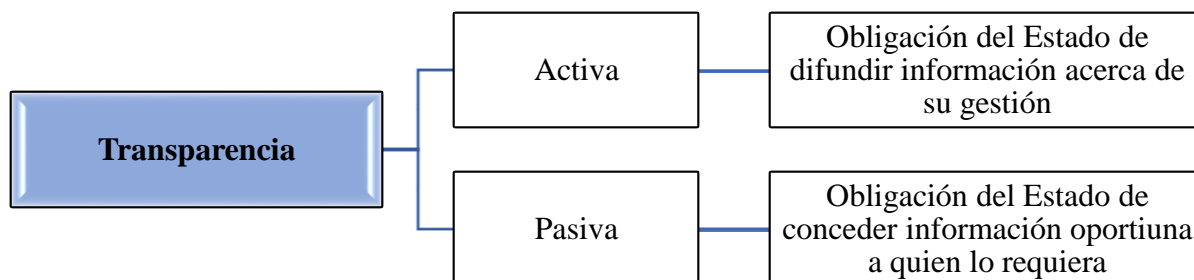 Transparencia
Activa
Obligación del Estado de
difundir información acerca de
su gestión
Pasiva
Obligación del Estado de
conceder información oportiuna
a quien lo requiera